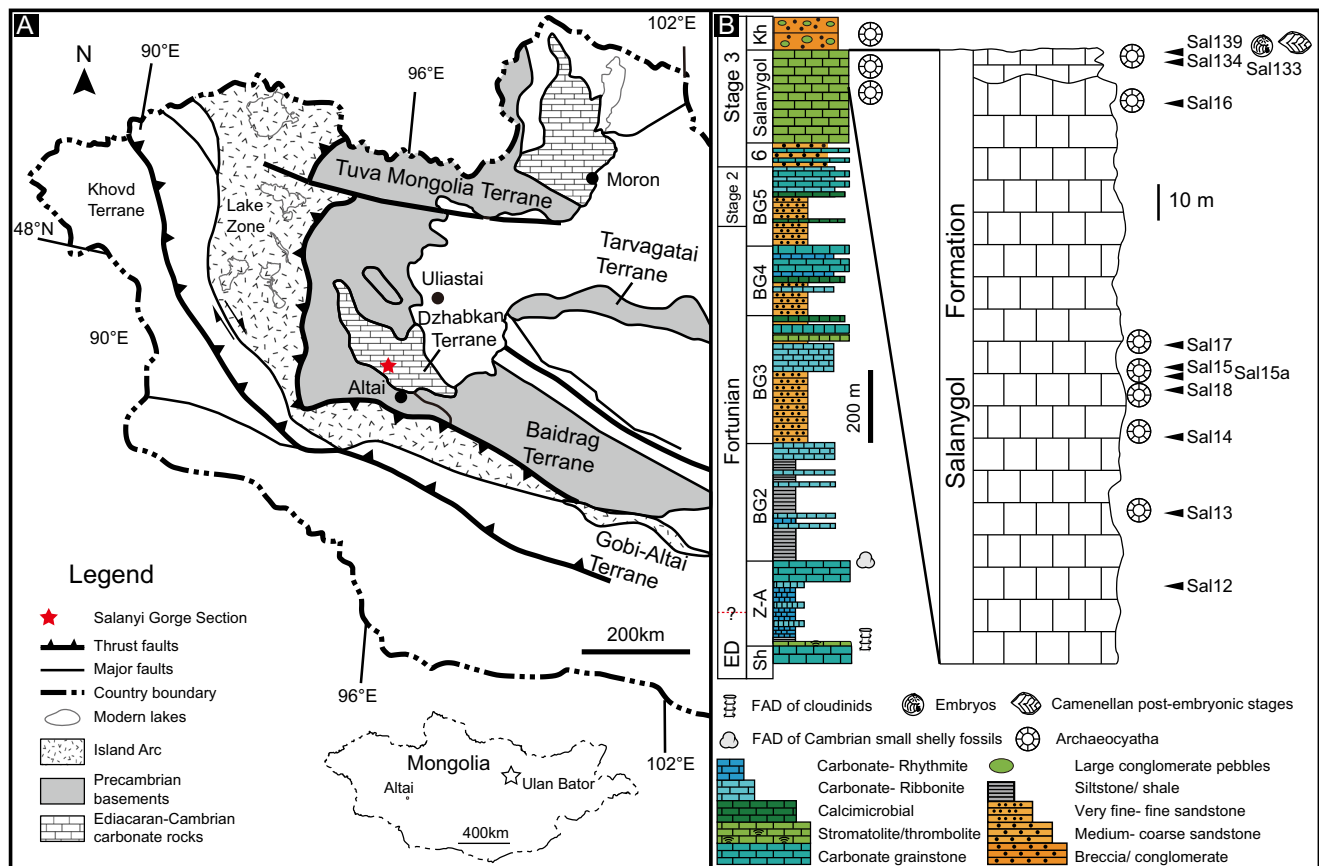 A
N
90°E
102°E
96°E
Khovd
Terrane
Lake
Zone
Tuva Mongolia Terrane
Moron
48°N
Tarvagatai
Terrane
Uliastai
Dzhabkan
Terrane
90°E
Altai
Baidrag
Terrane
Gobi-Altai
Terrane
200km
96°E
102°E
Legend
Salanyi Gorge Section
Thrust faults
Major faults
Country boundary
Modern lakes
Island Arc
Precambrian
basements
Ediacaran-Cambrian
carbonate rocks
Mongolia
Altai
Ulan Bator
400km
B
Stage 3
Kh
Salanygol
6
Stage 2
BG5
BG4
Fortunian
BG3
BG2
?
Z-A
ED
Sh
200 m
Salanygol Formation
10 m
Sal139
Sal134
Sal133
Sal16
Sal17
Sal15
Sal15a
Sal18
Sal14
Sal13
Sal12
FAD of cloudinids
Embryos
Camenellan post-embryonic stages
FAD of Cambrian small shelly fossils
Archaeocyatha
Carbonate- Rhythmite
Large conglomerate pebbles
Carbonate- Ribbonite
Siltstone/ shale
Calcimicrobial
Very fine- fine sandstone
Stromatolite/thrombolite
Medium- coarse sandstone
Carbonate grainstone
Breccia/ conglomerate